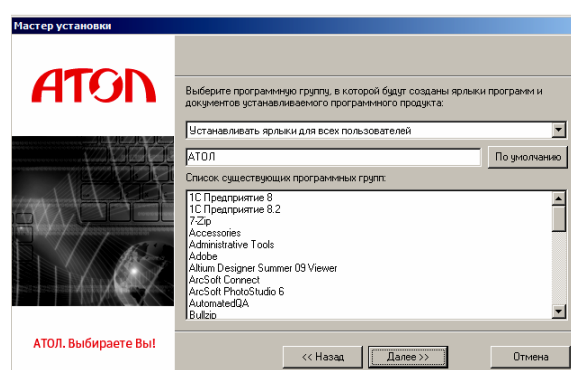 Мастер установки
АТОЛ
Выберите программную группу, в которой будут созданы ярлыки программ и
документов устанавливаемого программного продукта:
Устанавливать ярлыки для всех пользователей
АТОЛ
По умолчанию
Список существующих программных групп:
1С Предприятие 8
1С Предприятие 8.2
7-Zip
Accessories
Administrative Tools
Adobe
Altium Designer Summer 09 Viewer
ArcSoft Connect
ArcSoft PhotoStudio 6
AutomatedQA
Bullzip
АТОЛ. Выбираете Вы!
<< Назад
Далее >>
Отмена